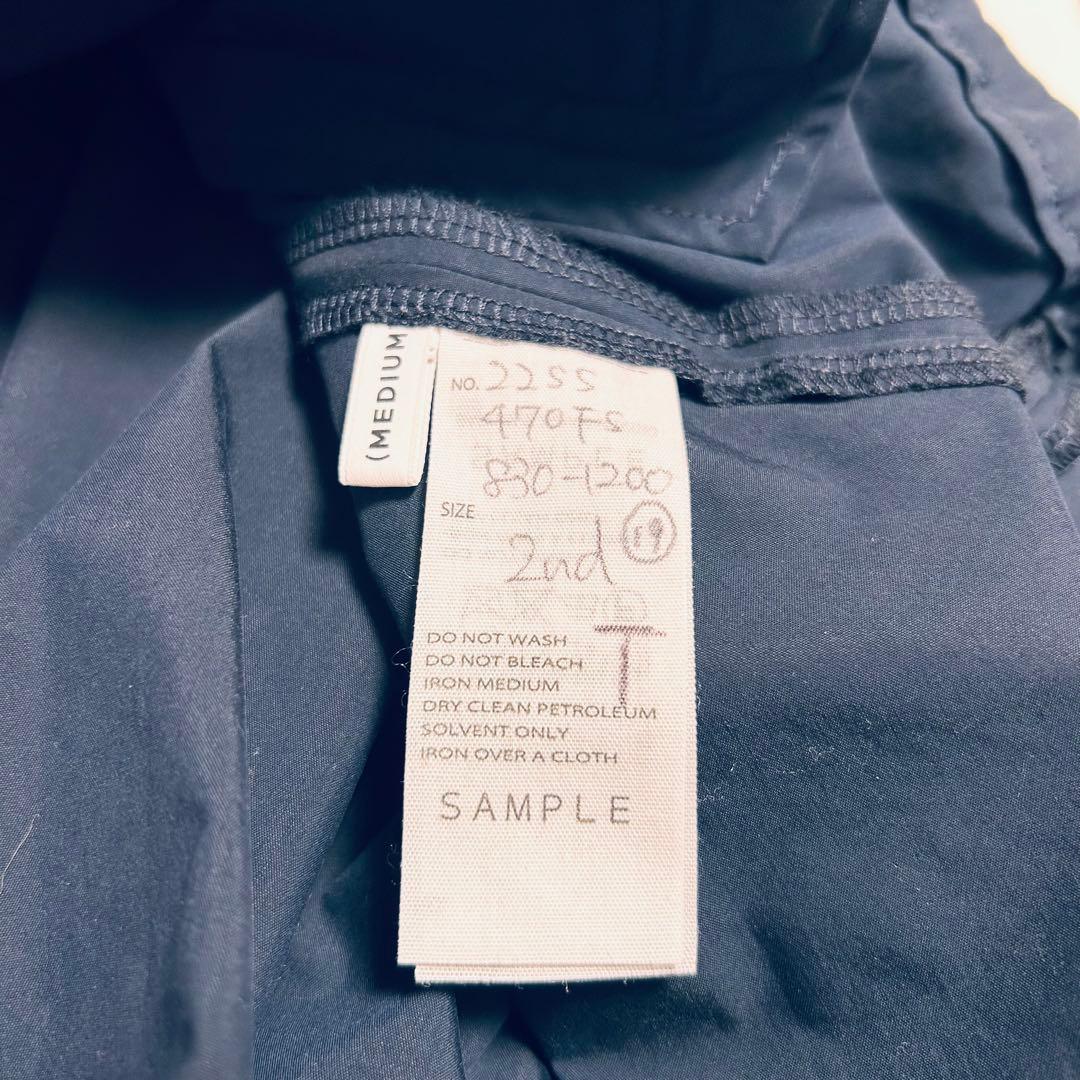 (MEDIUM
NO. 22SS
470FS
830-1200
SIZE
2nd 19
T
DO NOT WASH
DO NOT BLEACH
IRON MEDIUM
DRY CLEAN PETROLEUM
SOLVENT ONLY
IRON OVER A CLOTH
SAMPLE